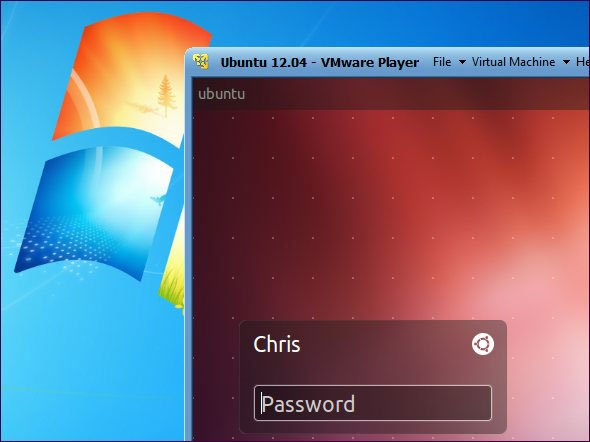 Ubuntu 12.04 - VMware Player File Virtual Machine
ubuntu
Chris
Password